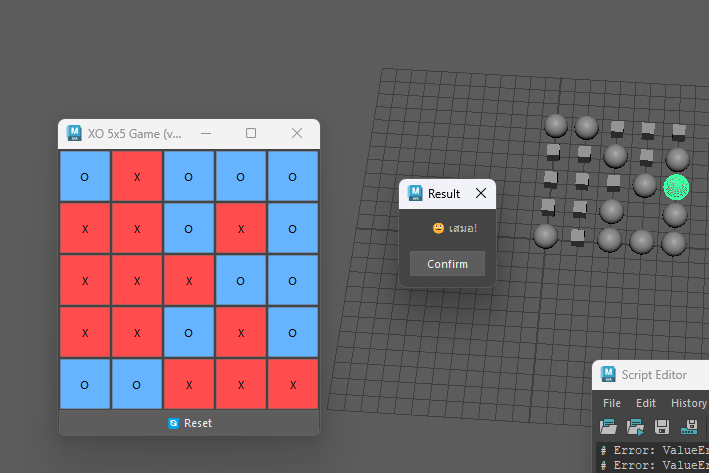 XO 5x5 Game (v...
O X O O O
X X O X O
X X X O O
X X O X O
O O X X X
Reset
Result
เสมอ!
Confirm
Script Editor
File Edit History
# Error: ValueEr
# Error: ValueEr